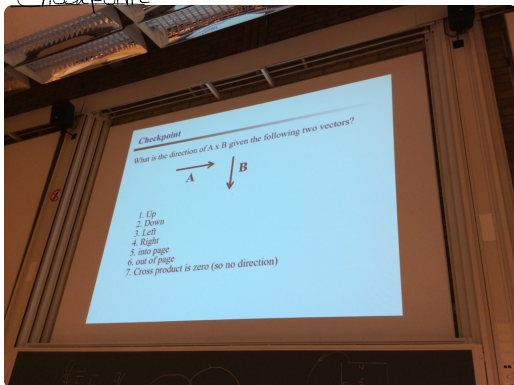 Checkpoint
Checkpoint
What is the direction of A x B given the following two vectors?
A
B
1. Up
2. Down
3. Left
4. Right
5. into page
6. out of page
7. Cross product is zero (so no direction)